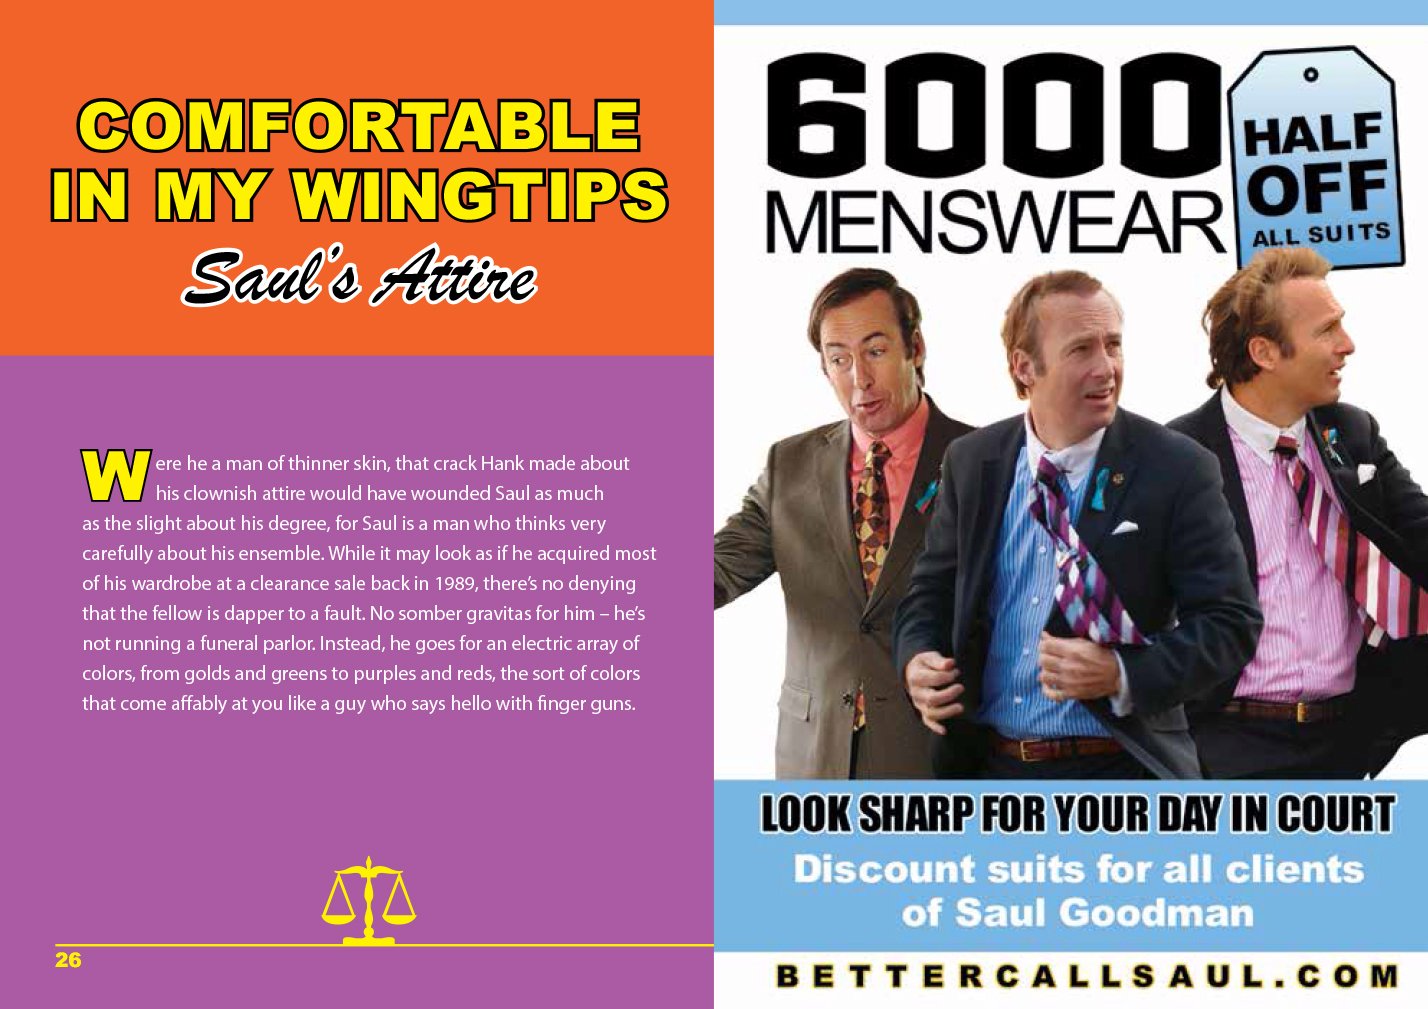 COMFORTABLE
IN MY WINGTIPS
Saul's Attire
Were he a man of thinner skin, that crack Hank made about
his clownish attire would have wounded Saul as much
as the slight about his degree, for Saul is a man who thinks very
carefully about his ensemble. While it may look as if he acquired most
of his wardrobe at a clearance sale back in 1989, there’s no denying
that the fellow is dapper to a fault. No somber gravitas for him – he’s
not running a funeral parlor. Instead, he goes for an electric array of
colors, from golds and greens to purples and reds, the sort of colors
that come affably at you like a guy who says hello with finger guns.
26
6000
MENSWEAR
HALF
OFF
ALL SUITS
LOOK SHARP FOR YOUR DAY IN COURT
Discount suits for all clients
of Saul Goodman
BETTERCALLSAUL.COM